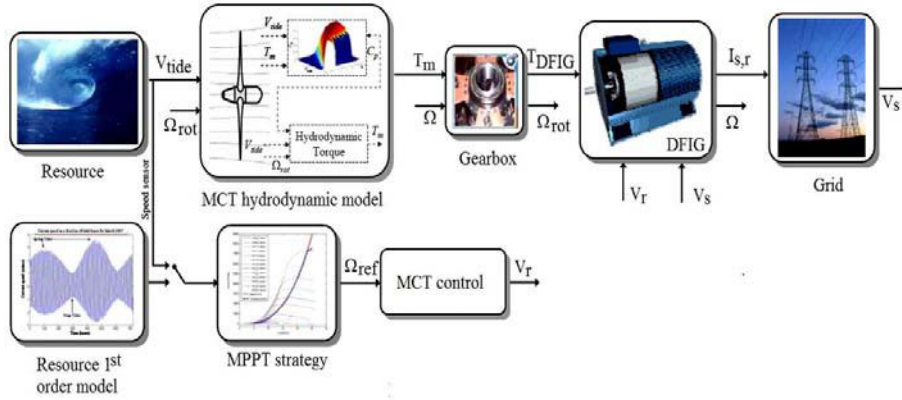 V_tide
Ω_rot
Resource
V_tide
T_m
C_p
V_tide
Ω_rot
Hydrodynamic
Torque
T_m
MCT hydrodynamic model
T_m
Ω
Gearbox
T_DFIG
Ω_rot
DFIG
I_s,r
Ω
V_r
V_s
Grid
V_s
Speed sensor
Resource 1st
order model
MPPT strategy
Ω_ref
MCT control
V_r